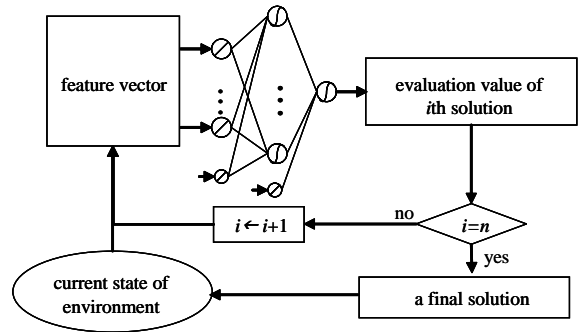 feature vector
evaluation value of
ith solution
no
i=n
i←i+1
yes
current state of
environment
a final solution